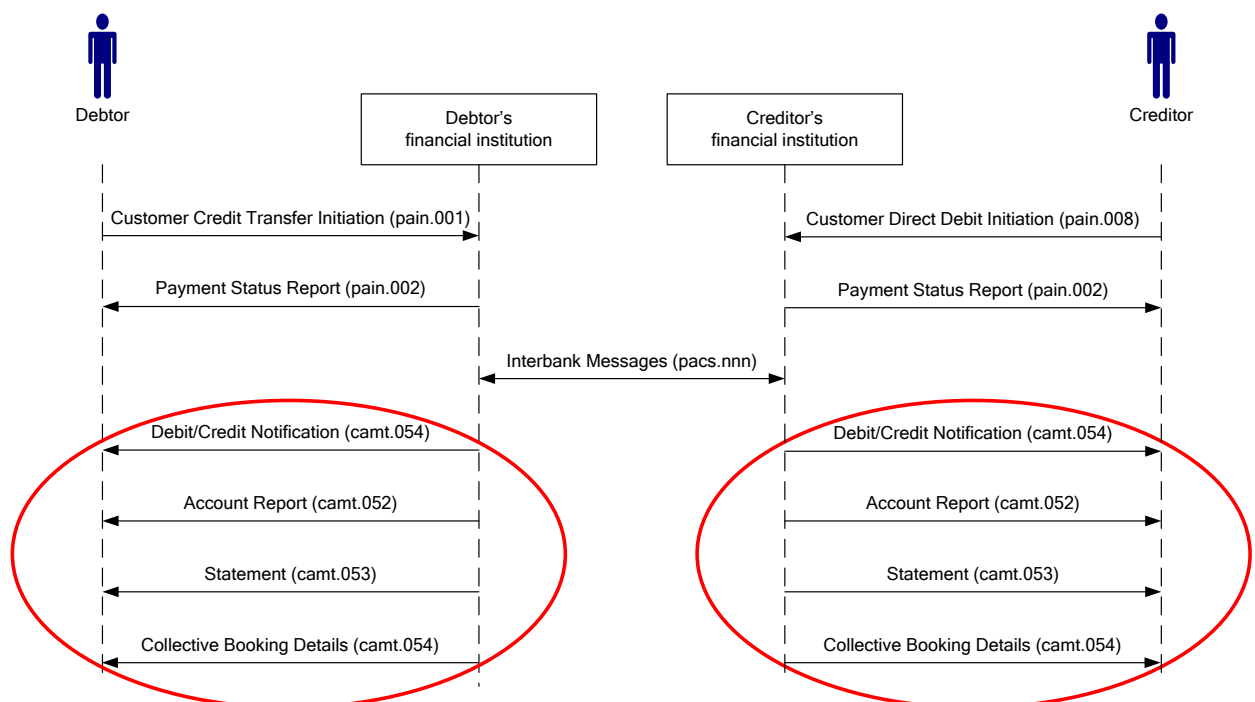 Debtor
Debtor's
financial institution
Creditor's
financial institution
Creditor
Customer Credit Transfer Initiation (pain.001)
Customer Direct Debit Initiation (pain.008)
Payment Status Report (pain.002)
Payment Status Report (pain.002)
Interbank Messages (pacs.nnn)
Debit/Credit Notification (camt.054)
Debit/Credit Notification (camt.054)
Account Report (camt.052)
Account Report (camt.052)
Statement (camt.053)
Statement (camt.053)
Collective Booking Details (camt.054)
Collective Booking Details (camt.054)